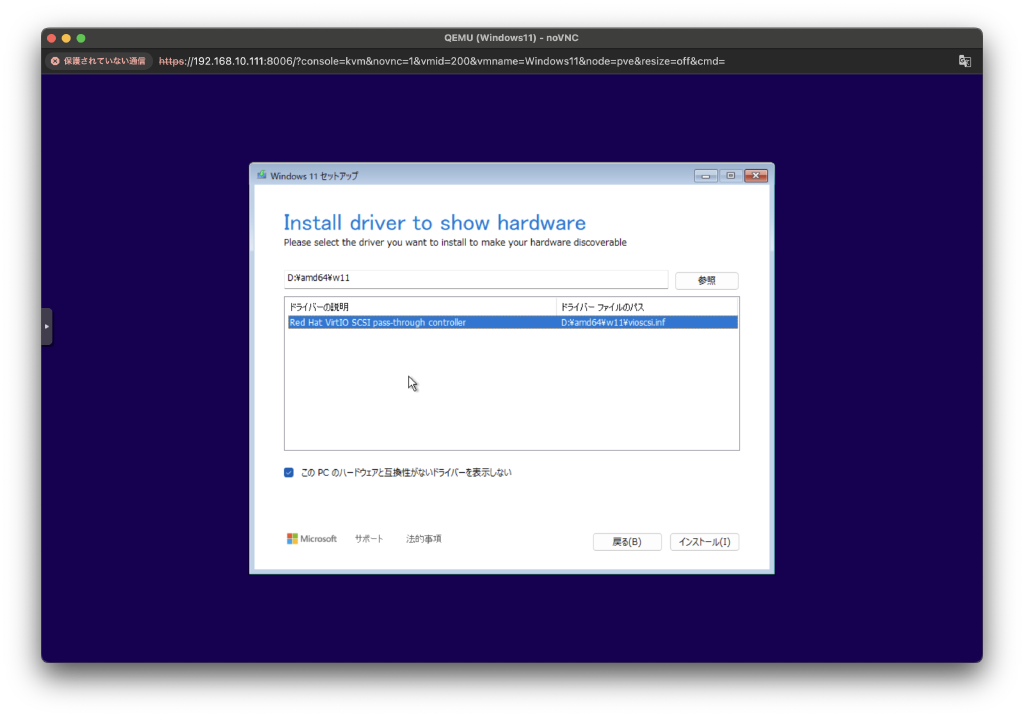 QEMU (Windows11) - noVNC
保護されていない通信 https://192.168.10.111:8006/?console=kvm&novnc=1&vmid=200&vmname=Windows11&node=pve&resize=off&cmd=
Windows 11 セットアップ
Install driver to show hardware
Please select the driver you want to install to make your hardware discoverable
D:¥amd64¥w11 参照
ドライバーの説明 ドライバー ファイルのパス
Red Hat VirtIO SCSI pass-through controller D:¥amd64¥w11¥vioscsi.inf
この PC のハードウェアと互換性がないドライバーを表示しない
Microsoft サポート 法的事項 戻る(B) インストール(I)